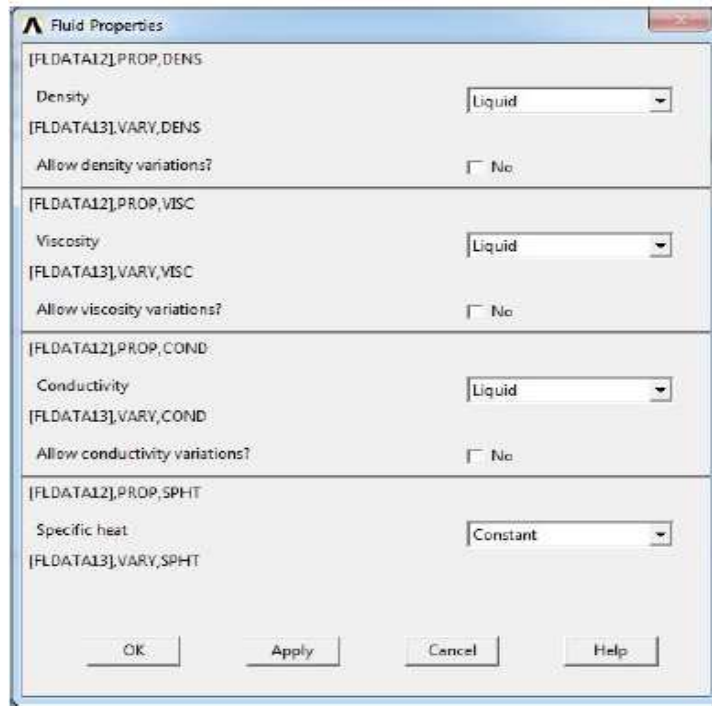 Fluid Properties
[FLDATA12],PROP,DENS
Density Liquid
[FLDATA13],VARY,DENS
Allow density variations? No
[FLDATA12],PROP,VISC
Viscosity Liquid
[FLDATA13],VARY,VISC
Allow viscosity variations? No
[FLDATA12],PROP,COND
Conductivity Liquid
[FLDATA13],VARY,COND
Allow conductivity variations? No
[FLDATA12],PROP,SPHT
Specific heat Constant
[FLDATA13],VARY,SPHT
OK Apply Cancel Help